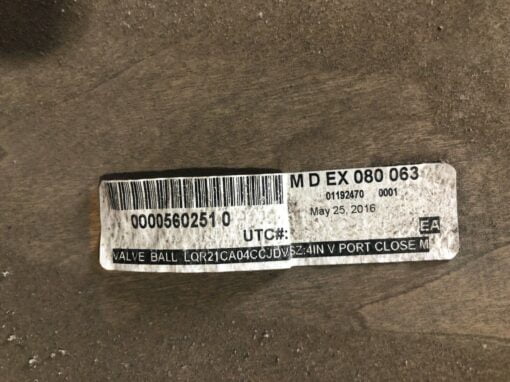 M D EX 080 063
01192470 0001
May 25, 2016
0000560251 0
UTC#:
EA
VALVE BALL LQR21CA04CCJDV
SZ:4IN V PORT CLOSE M